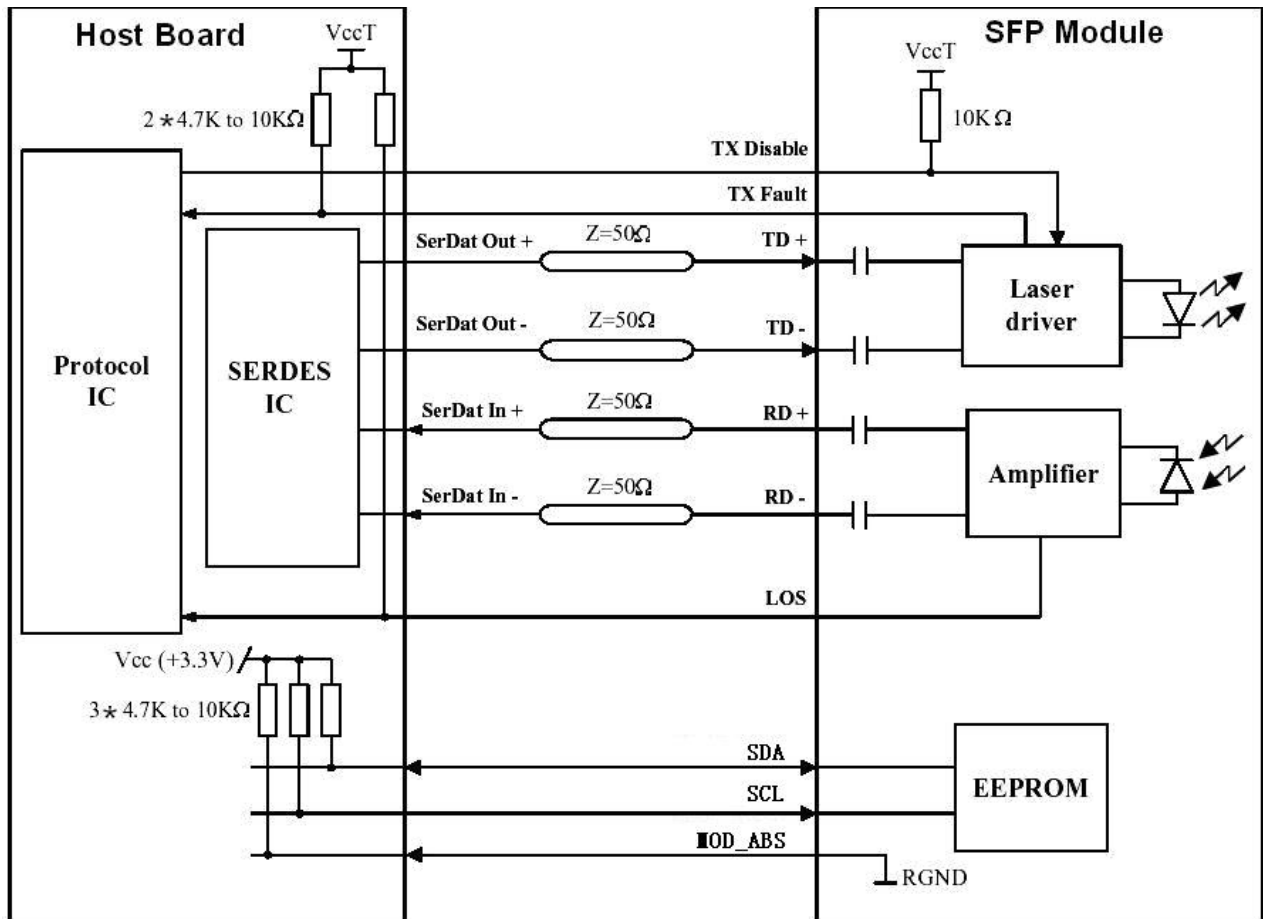 Host Board
SFP Module
VccT
VccT
2*4.7K to 10KΩ
10KΩ
TX Disable
TX Fault
SerDat Out +
Z=50Ω
TD +
SerDat Out -
Z=50Ω
TD -
Laser
driver
Protocol
IC
SERDES
IC
SerDat In +
Z=50Ω
RD +
SerDat In -
Z=50Ω
RD -
Amplifier
LOS
Vcc (+3.3V)
3*4.7K to 10KΩ
SDA
SCL
MOD_ABS
EEPROM
RGND